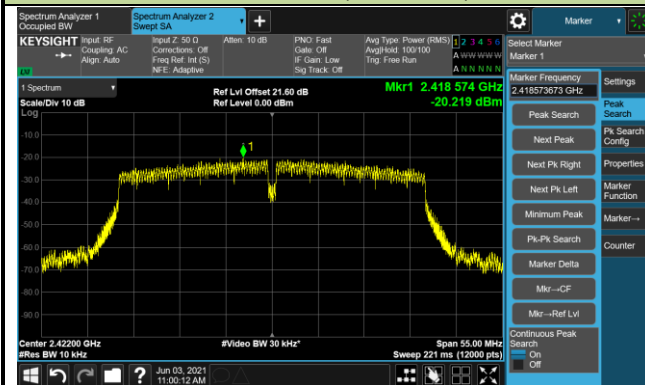 Spectrum Analyzer 1
Occupied BW
Spectrum Analyzer 2
Swept SA
+
Marker
KEYSIGHT
Input: RF
Coupling: AC
Align: Auto
Input Z: 50 Ω
Corrections: Off
Freq Ref: Int (S)
NFE: Adaptive
Atten: 10 dB
PNO: Fast
Gate: Off
IF Gain: Low
Sig Track: Off
Avg Type: Power (RMS)
Avg|Hold: 100/100
Trig: Free Run
1 2 3 4 5 6
A W W W W W
A N N N N N
Select Marker
Marker 1
1 Spectrum
Scale/Div 10 dB
Log
Ref Lvl Offset 21.60 dB
Ref Level 0.00 dBm
Mkr1 2.418 574 GHz
-20.219 dBm
-10.0
-20.0
-30.0
-40.0
-50.0
-60.0
-70.0
-80.0
-90.0
1
Center 2.42200 GHz
#Res BW 10 kHz
#Video BW 30 kHz*
Span 55.00 MHz
Sweep 221 ms (12000 pts)
Marker Frequency
2.418573673 GHz
Peak Search
Next Peak
Next Pk Right
Next Pk Left
Minimum Peak
Pk-Pk Search
Marker Delta
Mkr→CF
Mkr→Ref Lvl
Continuous Peak
Search
On
Off
Settings
Peak
Search
Pk Search
Config
Properties
Marker
Function
Marker→
Counter
?
Jun 03, 2021
11:00:12 AM